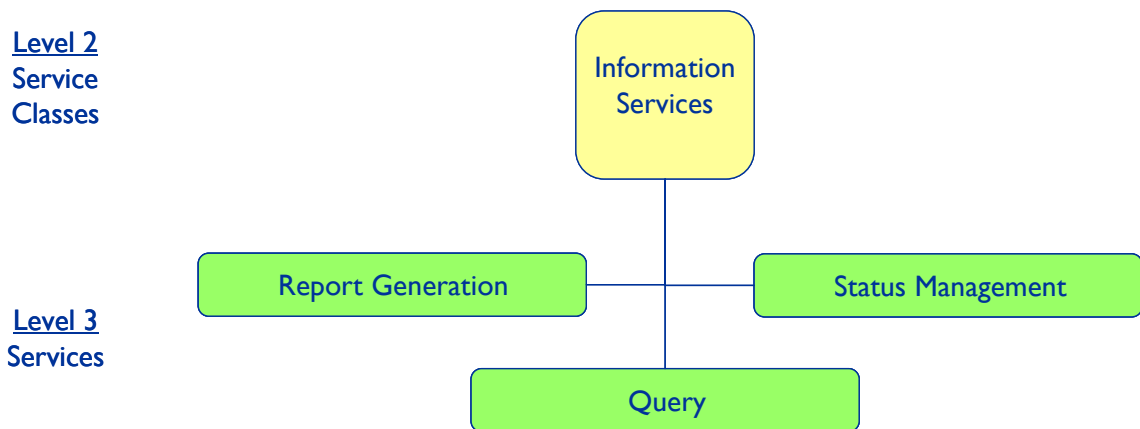 Level 2
Service
Classes
Information
Services
Report Generation
Status Management
Level 3
Services
Query